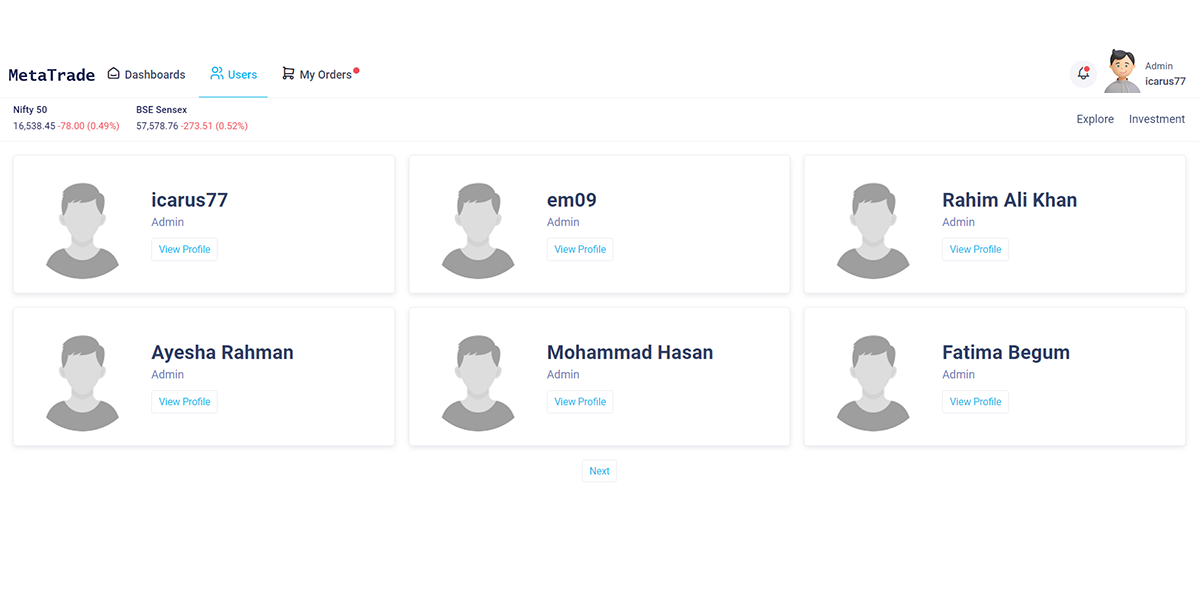 MetaTrade Dashboards Users My Orders
Admin
icarus77
Nifty 50 BSE Sensex
16,538.45 -78.00 (0.49%) 57,578.76 -273.51 (0.52%)
Explore Investment
icarus77
Admin
View Profile
em09
Admin
View Profile
Rahim Ali Khan
Admin
View Profile
Ayesha Rahman
Admin
View Profile
Mohammad Hasan
Admin
View Profile
Fatima Begum
Admin
View Profile
Next